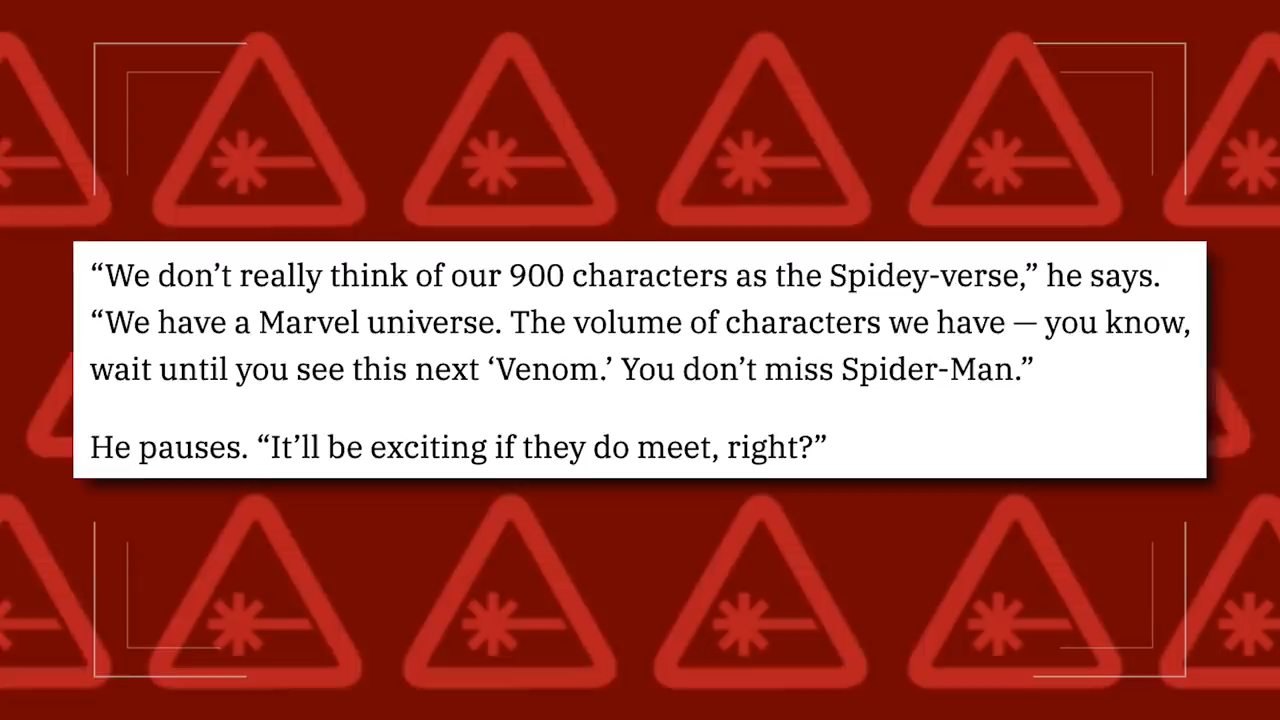 “We don’t really think of our 900 characters as the Spidey-verse,” he says.
“We have a Marvel universe. The volume of characters we have — you know,
wait until you see this next ‘Venom.’ You don’t miss Spider-Man.”
He pauses. “It’ll be exciting if they do meet, right?”